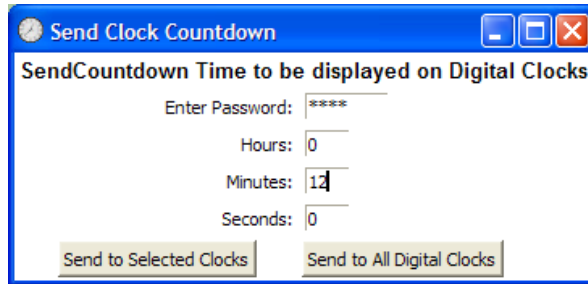 Send Clock Countdown
SendCountdown Time to be displayed on Digital Clocks
Enter Password: ****
Hours: 0
Minutes: 12
Seconds: 0
Send to Selected Clocks Send to All Digital Clocks